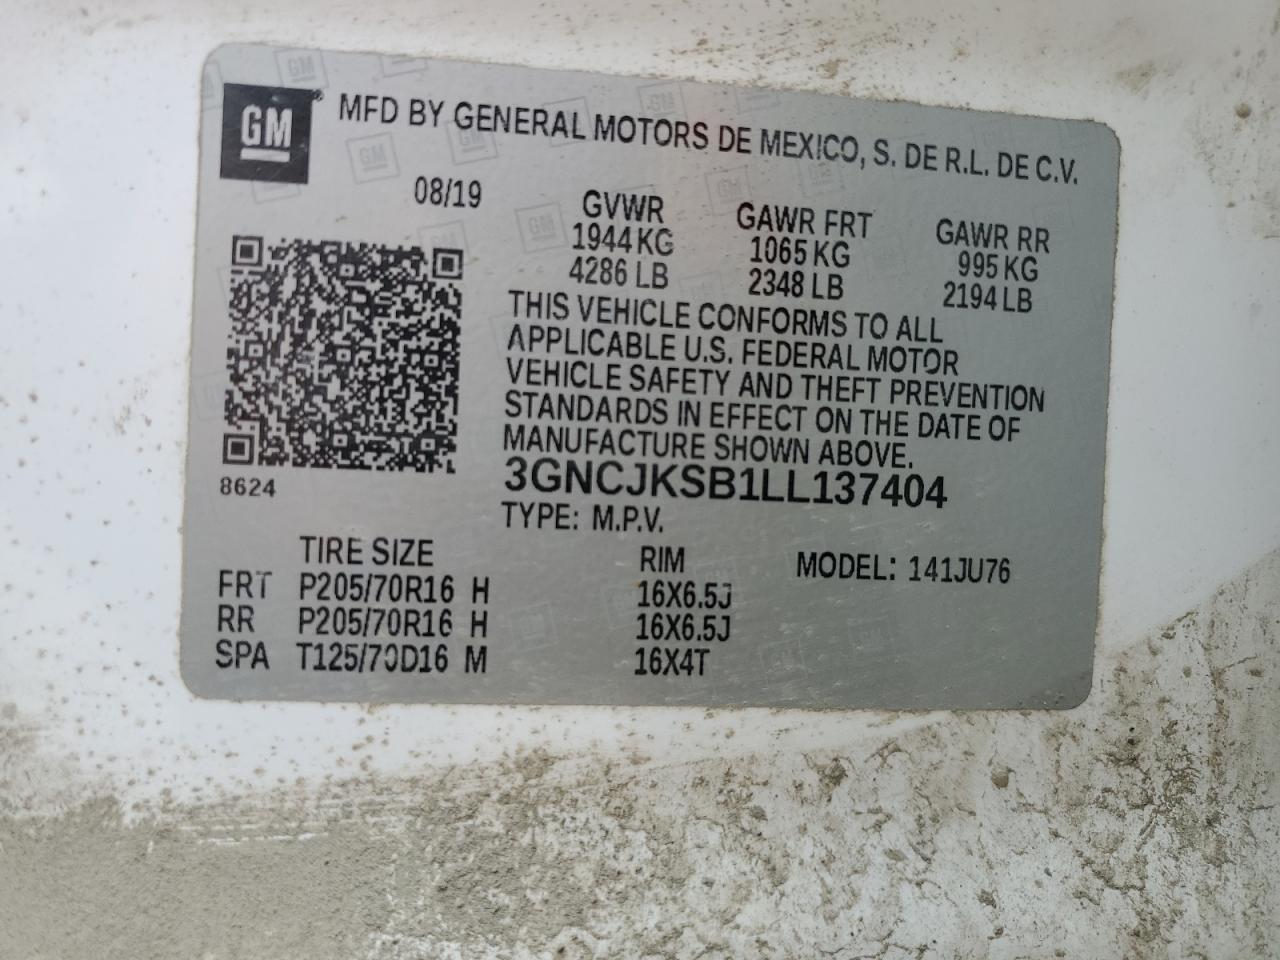 GM® MFD BY GENERAL MOTORS DE MEXICO, S. DE R.L. DE C.V.
08/19
GVWR GAWR FRT GAWR RR
1944 KG 1065 KG 995 KG
4286 LB 2348 LB 2194 LB
THIS VEHICLE CONFORMS TO ALL
APPLICABLE U.S. FEDERAL MOTOR
VEHICLE SAFETY AND THEFT PREVENTION
STANDARDS IN EFFECT ON THE DATE OF
MANUFACTURE SHOWN ABOVE.
8624
3GNCJKSB1LL137404
TYPE: M.P.V.
TIRE SIZE RIM MODEL: 141JU76
FRT P205/70R16 H 16X6.5J
RR P205/70R16 H 16X6.5J
SPA T125/70D16 M 16X4T